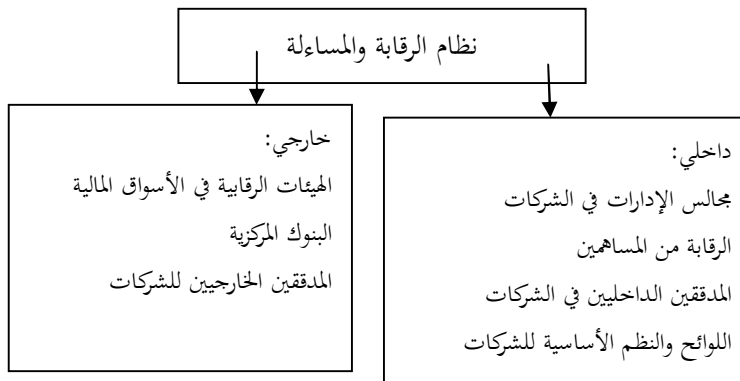 نظام الرقابة والمساءلة
داخلي:
مجالس الإدارات في الشركات
الرقابة من المساهمين
المدققين الداخليين في الشركات
اللوائح والنظم الأساسية للشركات
خارجي:
الهيئات الرقابية في الأسواق المالية
البنوك المركزية
المدققين الخارجيين للشركات